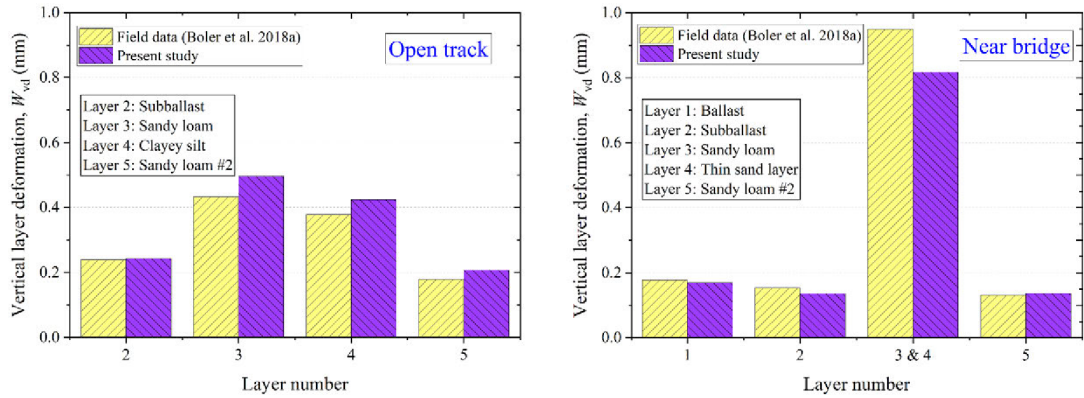 Field data (Boler et al. 2018a)
Present study
Open track
Layer 2: Subballast
Layer 3: Sandy loam
Layer 4: Clayey silt
Layer 5: Sandy loam #2
Vertical layer deformation, Wvd (mm)
1.0
0.8
0.6
0.4
0.2
0.0
2 3 4 5
Layer number
Field data (Boler et al. 2018a)
Present study
Near bridge
Layer 1: Ballast
Layer 2: Subballast
Layer 3: Sandy loam
Layer 4: Thin sand layer
Layer 5: Sandy loam #2
Vertical layer deformation, Wvd (mm)
1.0
0.8
0.6
0.4
0.2
0.0
1 2 3 & 4 5
Layer number